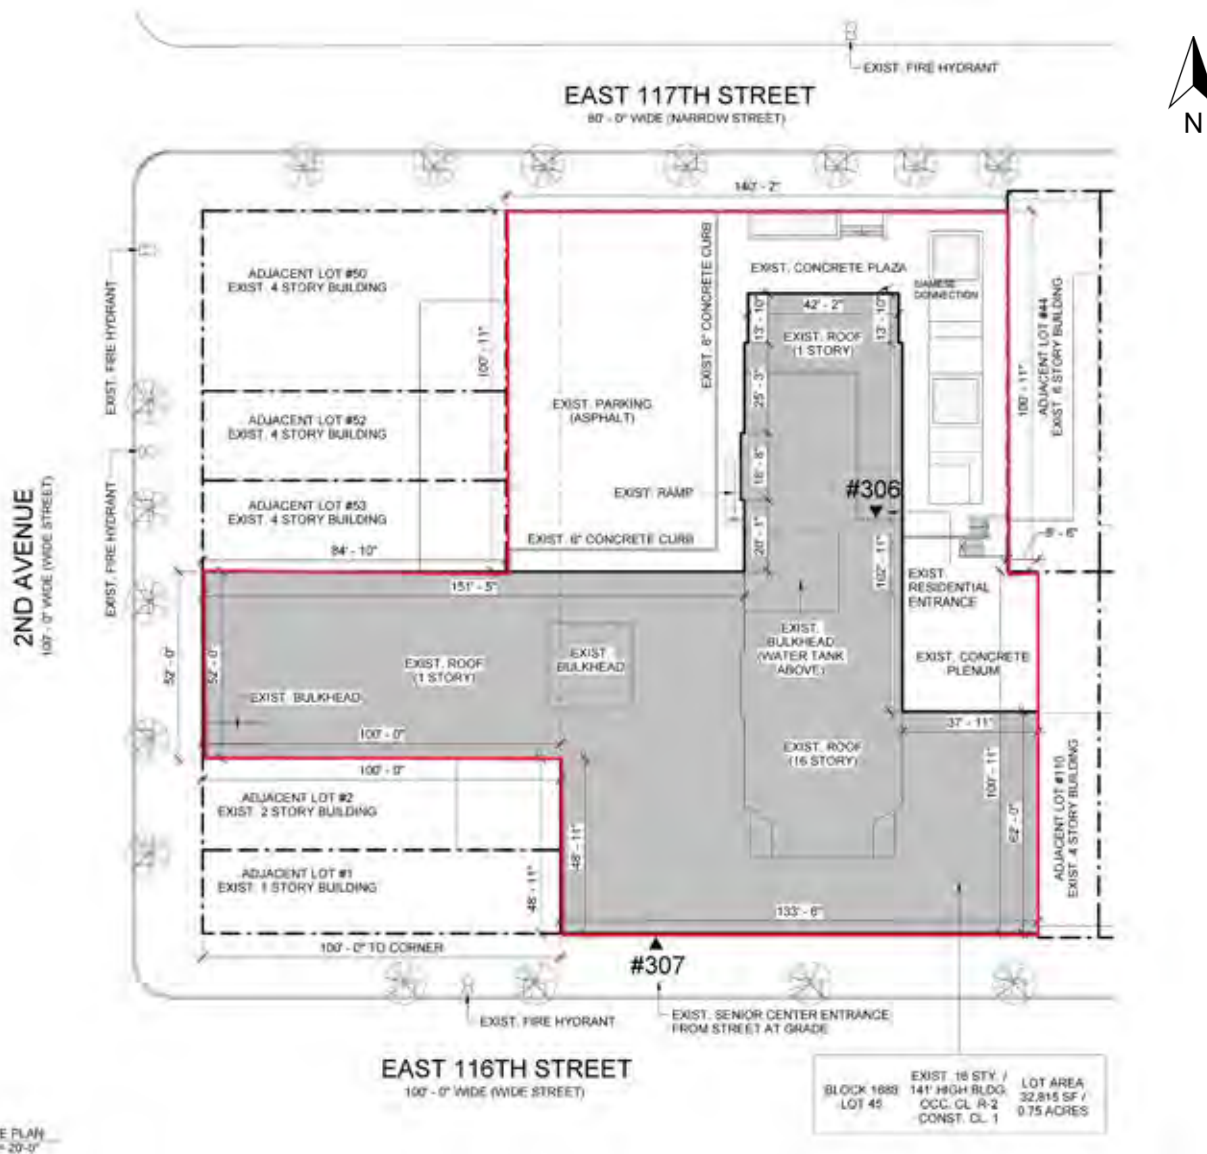 EXIST. FIRE HYDRANT
EAST 117TH STREET
80' - 0" WIDE (NARROW STREET)
N
140' - 2"
ADJACENT LOT #50
EXIST. 4 STORY BUILDING
100' - 11"
EXIST. 6" CONCRETE CURB
EXIST. CONCRETE PLAZA
SIAMESE
CONNECTION
13' - 10"
42' - 2"
13' - 10"
EXIST. ROOF
(1 STORY)
ADJACENT LOT #44
EXIST. 6 STORY BUILDING
100' - 11"
EXIST. FIRE HYDRANT
25' - 3"
EXIST. PARKING
(ASPHALT)
ADJACENT LOT #52
EXIST. 4 STORY BUILDING
EXIST. RAMP
#306
ADJACENT LOT #53
EXIST. 4 STORY BUILDING
EXIST. FIRE HYDRANT
EXIST. 6" CONCRETE CURB
20' - 1"
84' - 10"
102' - 11"
2ND AVENUE
100' - 0" WIDE (WIDE STREET)
151' - 5"
EXIST.
RESIDENTIAL
ENTRANCE
52' - 0"
52' - 0"
EXIST. ROOF
(1 STORY)
EXIST.
BULKHEAD
EXIST.
BULKHEAD
(WATER TANK
ABOVE)
EXIST. CONCRETE
PLENUM
EXIST. BULKHEAD
37' - 11"
100' - 0"
EXIST. ROOF
(16 STORY)
100' - 0"
100' - 11"
62' - 0"
ADJACENT LOT #2
EXIST. 2 STORY BUILDING
48' - 11"
ADJACENT LOT #110
EXIST. 4 STORY BUILDING
ADJACENT LOT #1
EXIST. 1 STORY BUILDING
48' - 11"
133' - 6"
100' - 0" TO CORNER
#307
EXIST. FIRE HYDRANT
EXIST. SENIOR CENTER ENTRANCE
FROM STREET AT GRADE
EAST 116TH STREET
100' - 0" WIDE (WIDE STREET)
BLOCK 1688
LOT 45
EXIST. 16 STY. /
141' HIGH BLDG.
OCC. CL. R-2
CONST. CL. 1
LOT AREA
32,815 SF /
0.75 ACRES
E PLAN
= 20'-0"